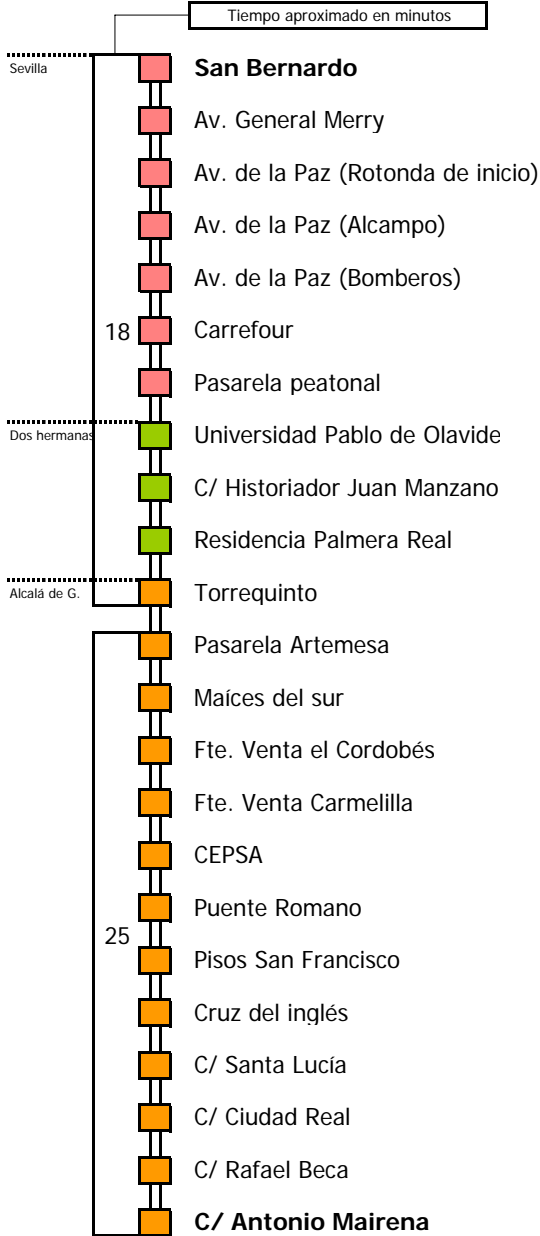 Tiempo aproximado en minutos
Sevilla
San Bernardo
Av. General Merry
Av. de la Paz (Rotonda de inicio)
Av. de la Paz (Alcampo)
Av. de la Paz (Bomberos)
18
Carrefour
Pasarela peatonal
Dos hermanas
Universidad Pablo de Olavide
C/ Historiador Juan Manzano
Residencia Palmera Real
Alcalá de G.
Torrequinto
Pasarela Artemesa
Maíces del sur
Fte. Venta el Cordobés
Fte. Venta Carmelilla
CEPSA
Puente Romano
25
Pisos San Francisco
Cruz del inglés
C/ Santa Lucía
C/ Ciudad Real
C/ Rafael Beca
C/ Antonio Mairena